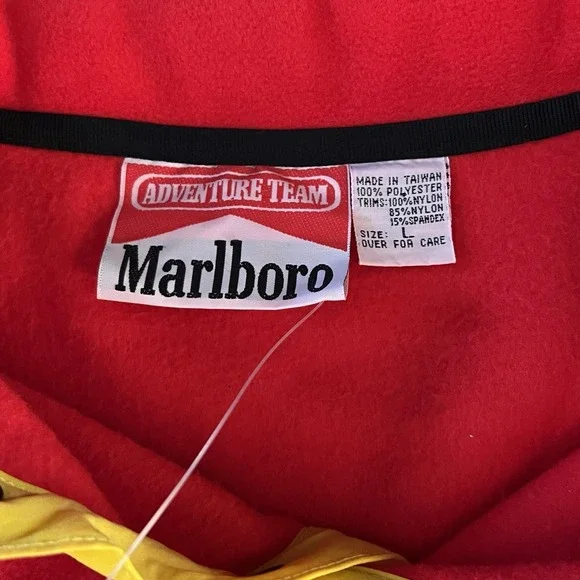 ADVENTURE TEAM
Marlboro
MADE IN TAIWAN
100% POLYESTER
TRIMS:100%NYLON
85%NYLON
15%SPANDEX
SIZE: L
OVER FOR CARE